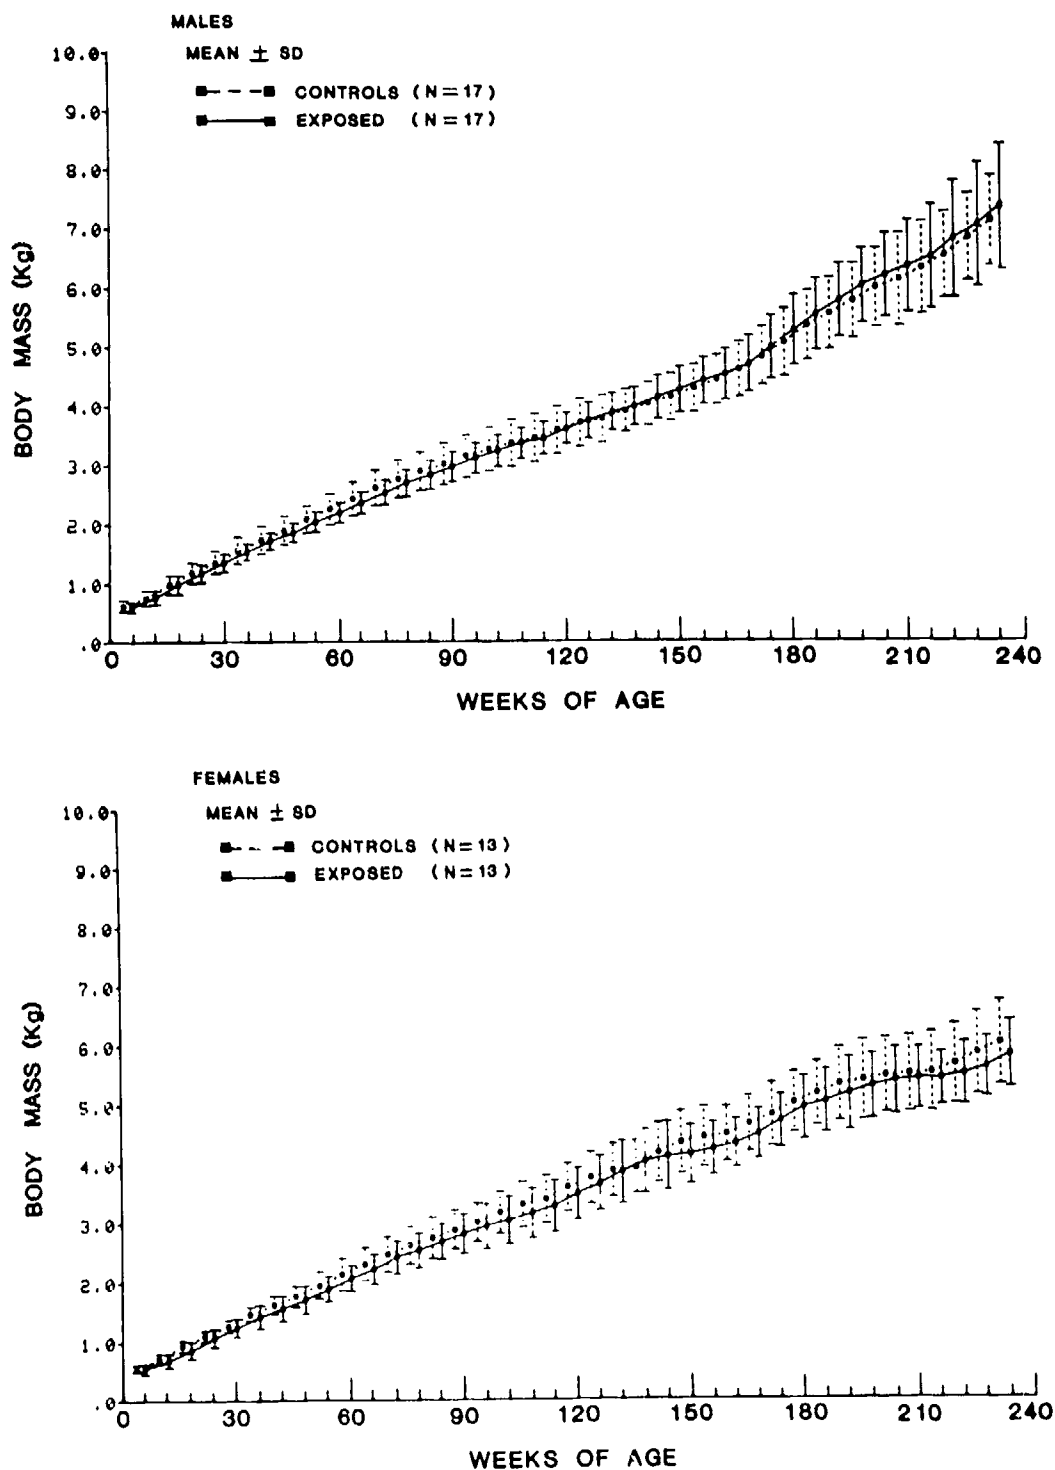 MALES
MEAN ± SD
CONTROLS (N=17)
EXPOSED (N=17)
10.0
9.0
8.0
7.0
6.0
5.0
4.0
3.0
2.0
1.0
.0
BODY MASS (Kg)
0 30 60 90 120 150 180 210 240
WEEKS OF AGE
FEMALES
MEAN ± SD
CONTROLS (N=13)
EXPOSED (N=13)
10.0
9.0
8.0
7.0
6.0
5.0
4.0
3.0
2.0
1.0
.0
BODY MASS (Kg)
0 30 60 90 120 150 180 210 240
WEEKS OF AGE